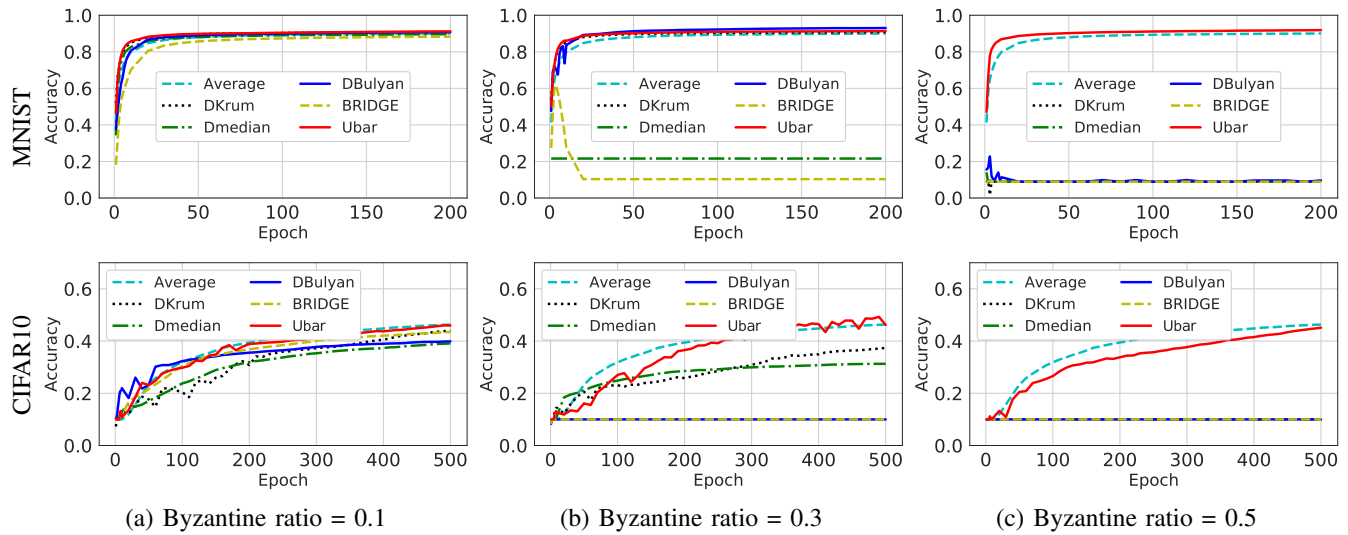 MNIST
Accuracy
1.0
0.8
0.6
0.4
0.2
0.0
Average
DKrum
Dmedian
DBulyan
BRIDGE
Ubar
0 50 100 150 200
Epoch
Accuracy
1.0
0.8
0.6
0.4
0.2
0.0
Average
DKrum
Dmedian
DBulyan
BRIDGE
Ubar
0 50 100 150 200
Epoch
Accuracy
1.0
0.8
0.6
0.4
0.2
0.0
Average
DKrum
Dmedian
DBulyan
BRIDGE
Ubar
0 50 100 150 200
Epoch
CIFAR10
Accuracy
0.6
0.4
0.2
0.0
Average
DKrum
Dmedian
DBulyan
BRIDGE
Ubar
0 100 200 300 400 500
Epoch
Accuracy
0.6
0.4
0.2
0.0
Average
DKrum
Dmedian
DBulyan
BRIDGE
Ubar
0 100 200 300 400 500
Epoch
Accuracy
0.6
0.4
0.2
0.0
Average
DKrum
Dmedian
DBulyan
BRIDGE
Ubar
0 100 200 300 400 500
Epoch
(a) Byzantine ratio = 0.1
(b) Byzantine ratio = 0.3
(c) Byzantine ratio = 0.5